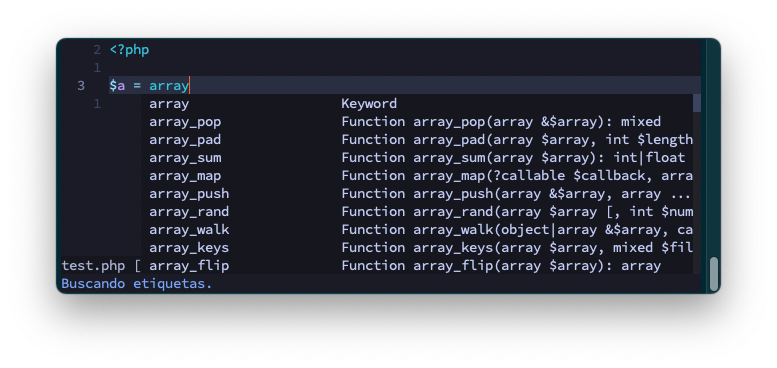 2 <?php
1
3 $a = array
1 array Keyword
array_pop Function array_pop(array &$array): mixed
array_pad Function array_pad(array $array, int $length
array_sum Function array_sum(array $array): int|float
array_map Function array_map(?callable $callback, arra
array_push Function array_push(array &$array, array ...
array_rand Function array_rand(array $array [, int $num
array_walk Function array_walk(object|array &$array, ca
array_keys Function array_keys(array $array, mixed $fil
test.php [ array_flip Function array_flip(array $array): array
Buscando etiquetas.